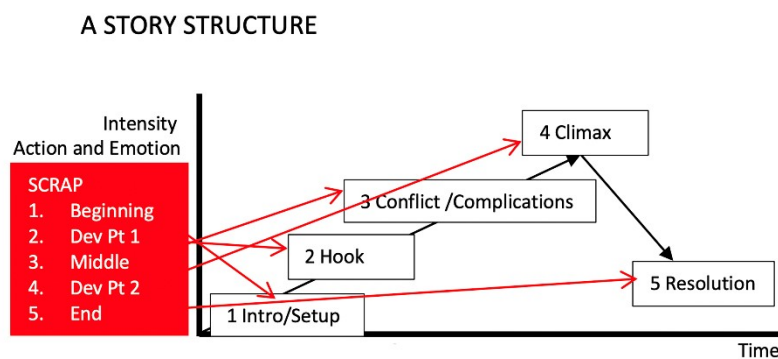 A STORY STRUCTURE
Intensity
Action and Emotion
SCRAP
1. Beginning
2. Dev Pt 1
3. Middle
4. Dev Pt 2
5. End
4 Climax
3 Conflict /Complications
2 Hook
5 Resolution
1 Intro/Setup
Time